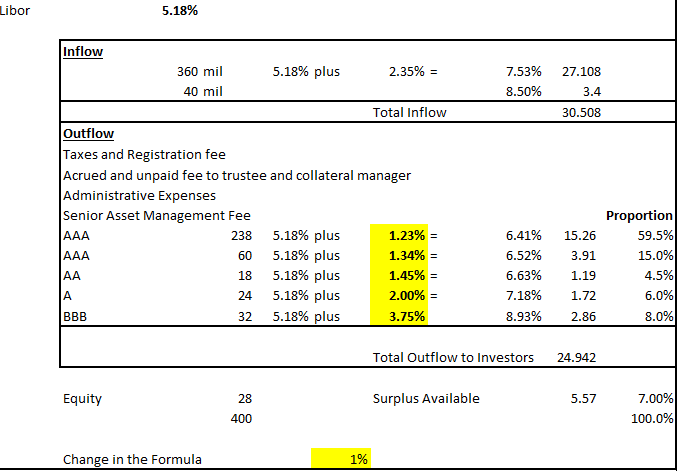 Libor 5.18%
Inflow
360 mil 5.18% plus 2.35% = 7.53% 27.108
40 mil 8.50% 3.4
Total Inflow 30.508
Outflow
Taxes and Registration fee
Accrued and unpaid fee to trustee and collateral manager
Administrative Expenses
Senior Asset Management Fee Proportion
AAA 238 5.18% plus 1.23% = 6.41% 15.26 59.5%
AAA 60 5.18% plus 1.34% = 6.52% 3.91 15.0%
AA 18 5.18% plus 1.45% = 6.63% 1.19 4.5%
A 24 5.18% plus 2.00% = 7.18% 1.72 6.0%
BBB 32 5.18% plus 3.75% 8.93% 2.86 8.0%
Total Outflow to Investors 24.942
Equity 28 Surplus Available 5.57 7.00%
400 100.0%
Change in the Formula 1%